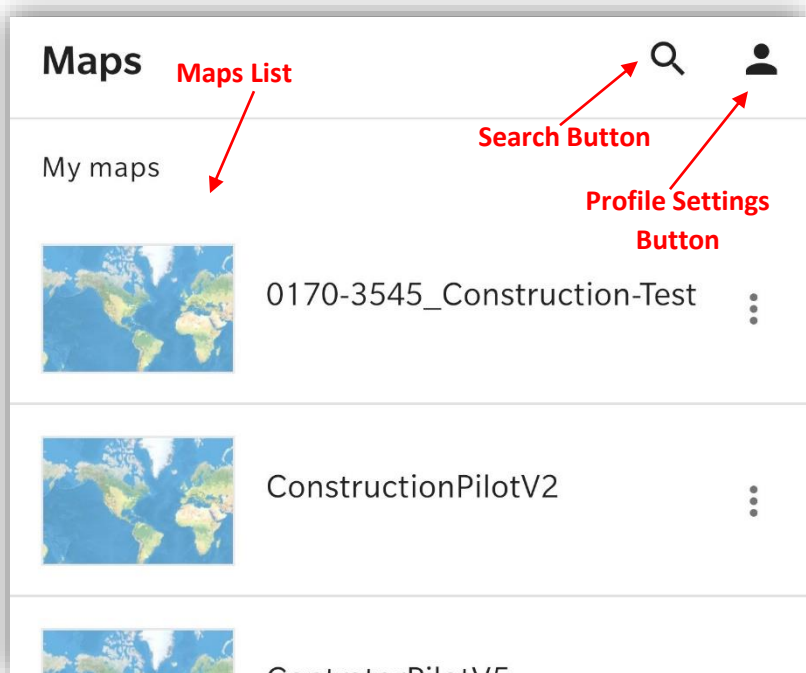 Maps
Maps List
Search Button
My maps
Profile Settings
Button
0170-3545_Construction-Test
ConstructionPilotV2